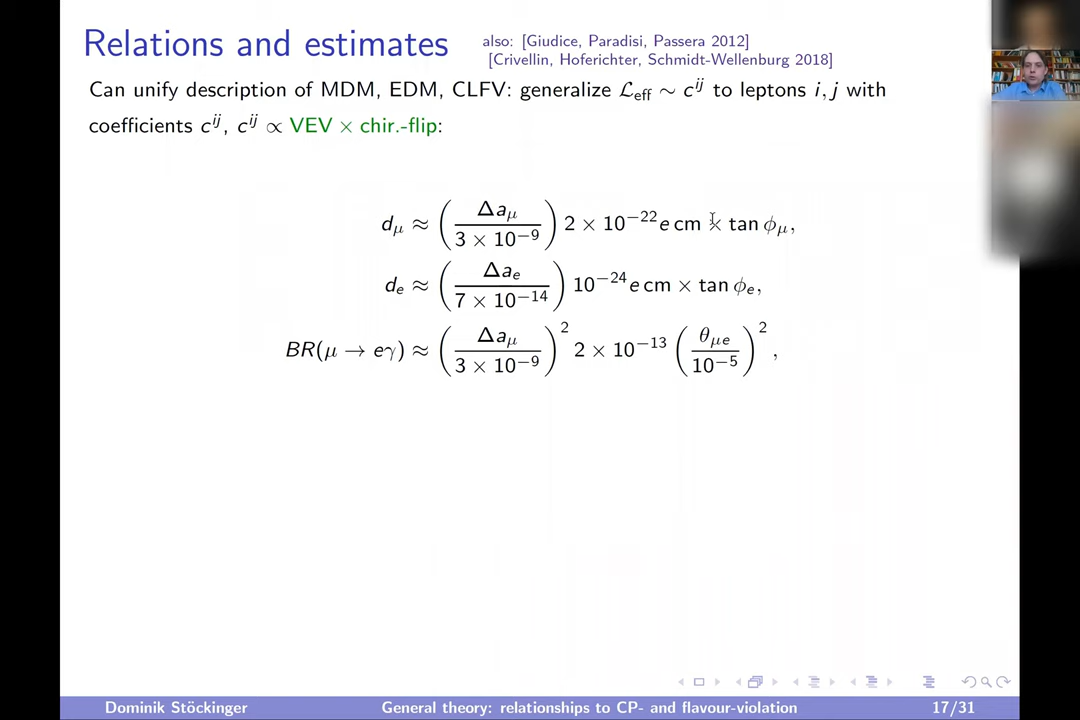 Relations and estimates
also: [Giudice, Paradisi, Passera 2012]
[Crivellin, Hoferichter, Schmidt-Wellenburg 2018]
Can unify description of MDM, EDM, CLFV: generalize ℒ_eff ∼ c^{ij} to leptons i, j with
coefficients c^{ij}, c^{ij} ∝ VEV × chir.-flip:
d_μ ≈ (Δa_μ / 3 × 10^{−9}) 2 × 10^{−22} e cm × tan ϕ_μ,
d_e ≈ (Δa_e / 7 × 10^{−14}) 10^{−24} e cm × tan ϕ_e,
BR(μ → eγ) ≈ (Δa_μ / 3 × 10^{−9})^2 2 × 10^{−13} (θ_{μe} / 10^{−5})^2,
Dominik Stöckinger General theory: relationships to CP- and flavour-violation 17/31